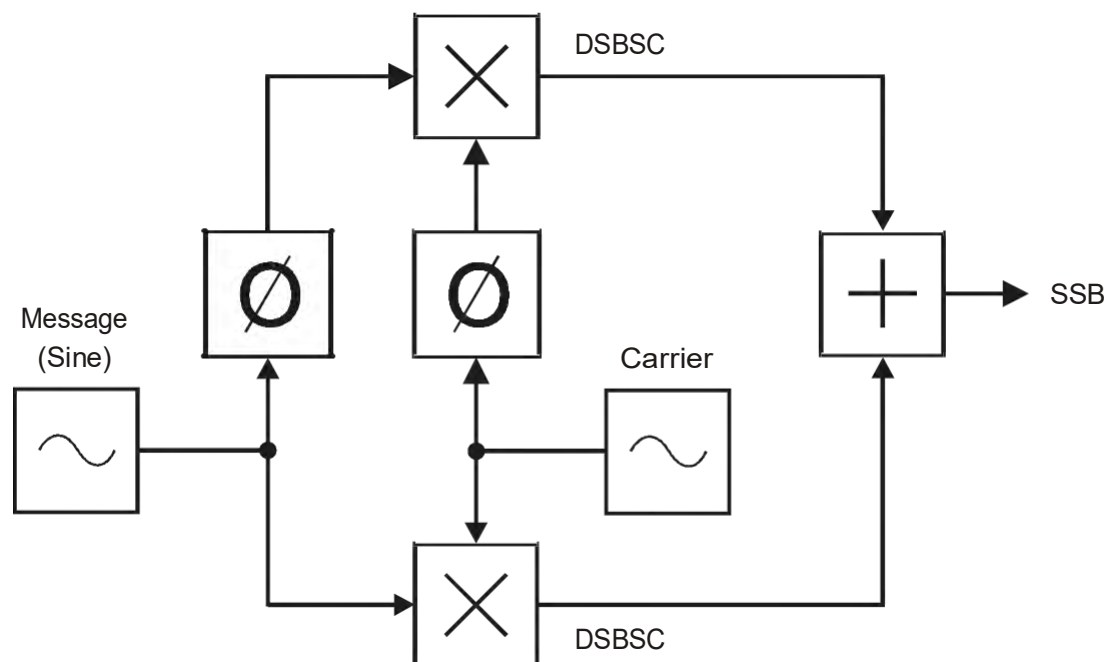 DSBSC
Ø
Ø
SSB
Message
(Sine)
Carrier
DSBSC